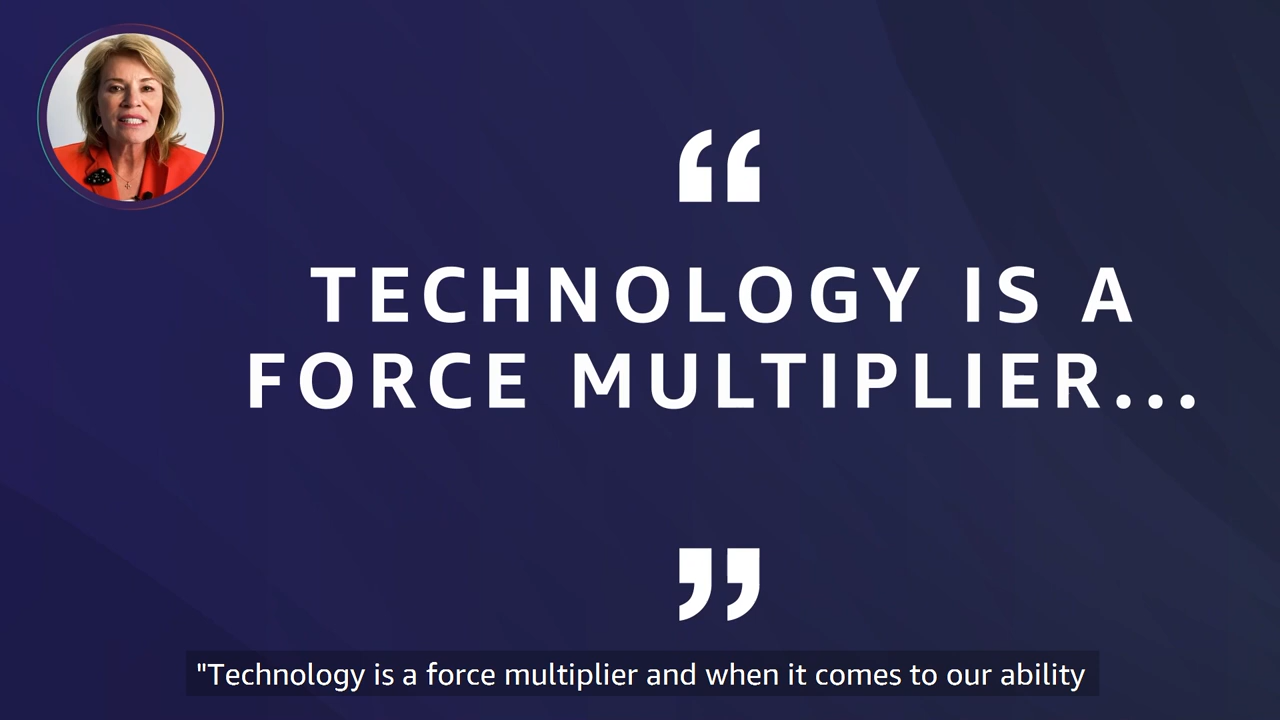 “
TECHNOLOGY IS A
FORCE MULTIPLIER...
”
"Technology is a force multiplier and when it comes to our ability